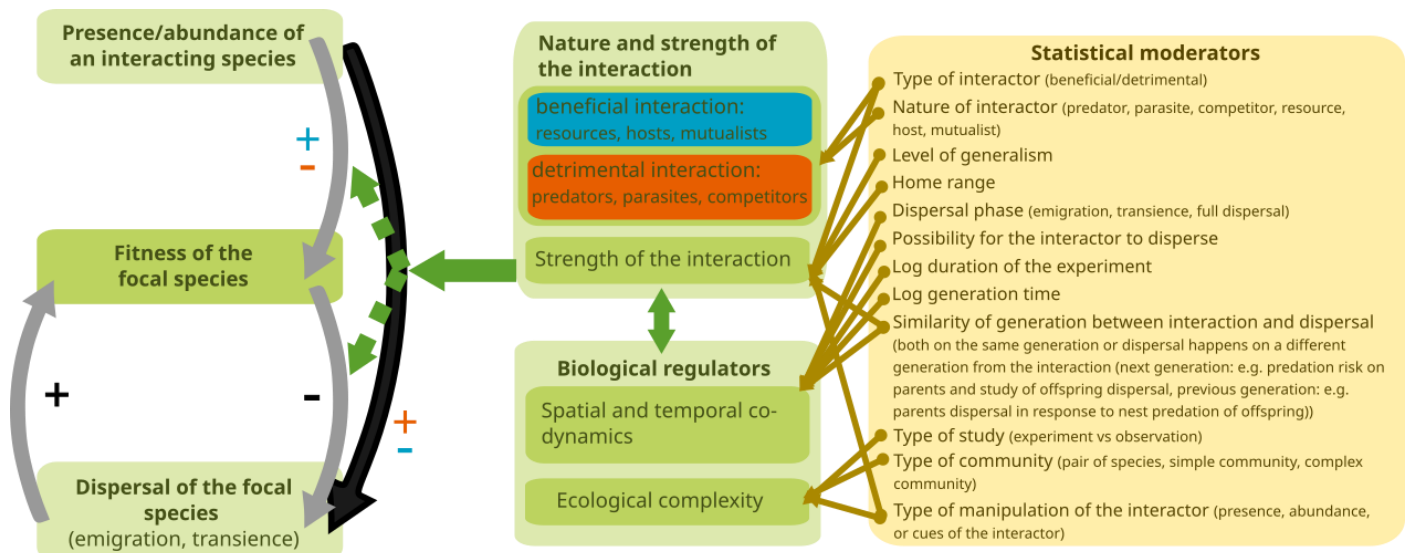 Presence/abundance of
an interacting species
+
-
Fitness of the
focal species
+
-
+
-
Dispersal of the focal
species
(emigration, transience)
Nature and strength of
the interaction
beneficial interaction:
resources, hosts, mutualists
detrimental interaction:
predators, parasites, competitors
Strength of the interaction
Biological regulators
Spatial and temporal co-
dynamics
Ecological complexity
Statistical moderators
Type of interactor (beneficial/detrimental)
Nature of interactor (predator, parasite, competitor, resource,
host, mutualist)
Level of generalism
Home range
Dispersal phase (emigration, transience, full dispersal)
Possibility for the interactor to disperse
Log duration of the experiment
Log generation time
Similarity of generation between interaction and dispersal
(both on the same generation or dispersal happens on a different
generation from the interaction (next generation: e.g. predation risk on
parents and study of offspring dispersal, previous generation: e.g.
parents dispersal in response to nest predation of offspring))
Type of study (experiment vs observation)
Type of community (pair of species, simple community, complex
community)
Type of manipulation of the interactor (presence, abundance,
or cues of the interactor)